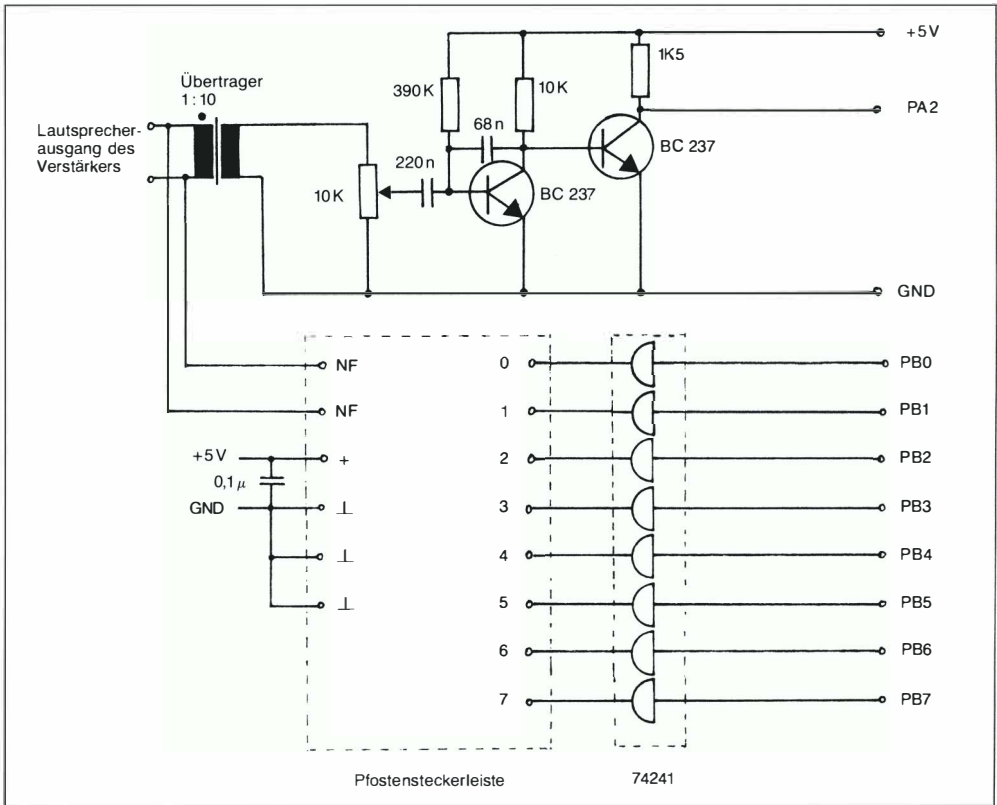 +5V
1K5
Übertrager
1:10
390K
10K
PA2
68n
Lautsprecher-
ausgang des
Verstärkers
BC 237
220n
10K
BC 237
GND
NF
0
PB0
NF
1
PB1
+5V
+
2
PB2
0,1µ
GND
⊥
3
PB3
⊥
4
PB4
⊥
5
PB5
6
PB6
7
PB7
Pfostensteckerleiste
74241